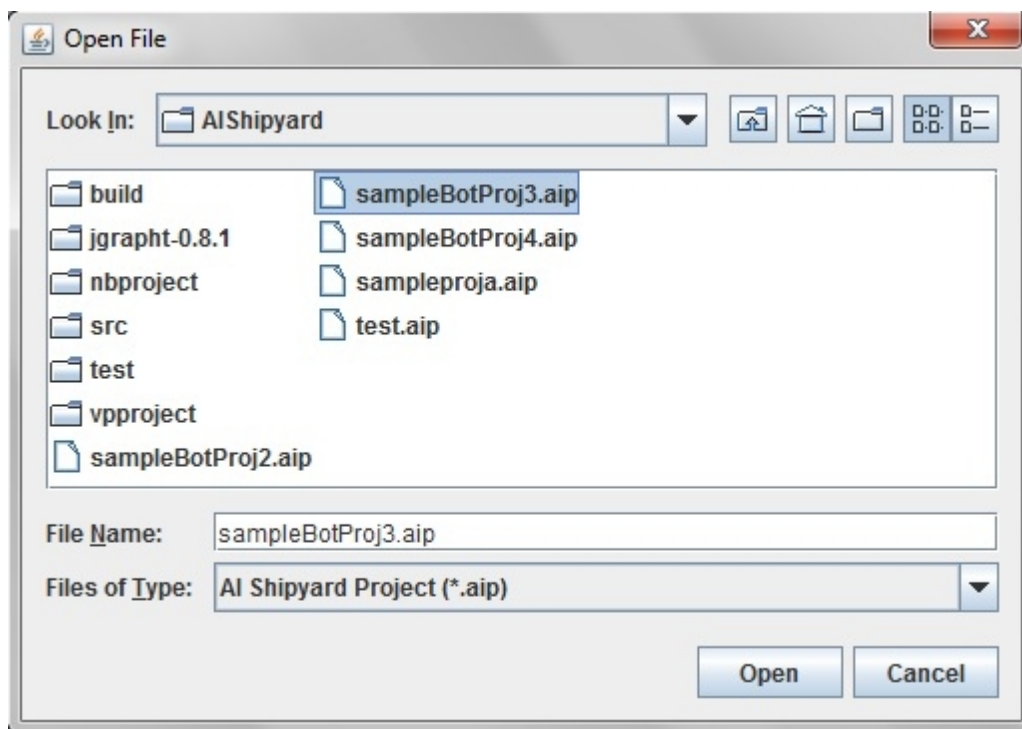 Open File
Look In: AIShipyard
build
jgrapht-0.8.1
nbproject
src
test
vpproject
sampleBotProj2.aip
sampleBotProj3.aip
sampleBotProj4.aip
sampleproja.aip
test.aip
File Name: sampleBotProj3.aip
Files of Type: AI Shipyard Project (*.aip)
Open Cancel